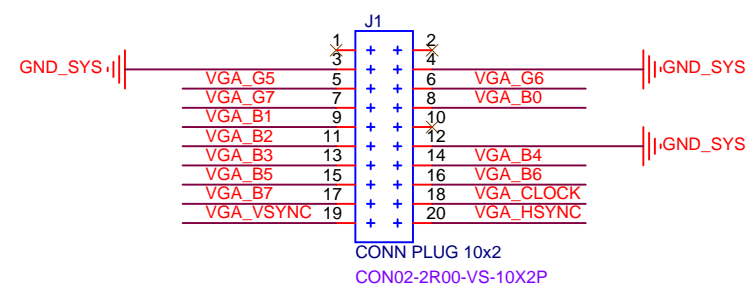 J1
1 2
GND_SYS 3 4 GND_SYS
VGA_G5 5 6 VGA_G6
VGA_G7 7 8 VGA_B0
VGA_B1 9 10
VGA_B2 11 12 GND_SYS
VGA_B3 13 14 VGA_B4
VGA_B5 15 16 VGA_B6
VGA_B7 17 18 VGA_CLOCK
VGA_VSYNC 19 20 VGA_HSYNC
CONN PLUG 10x2
CON02-2R00-VS-10X2P